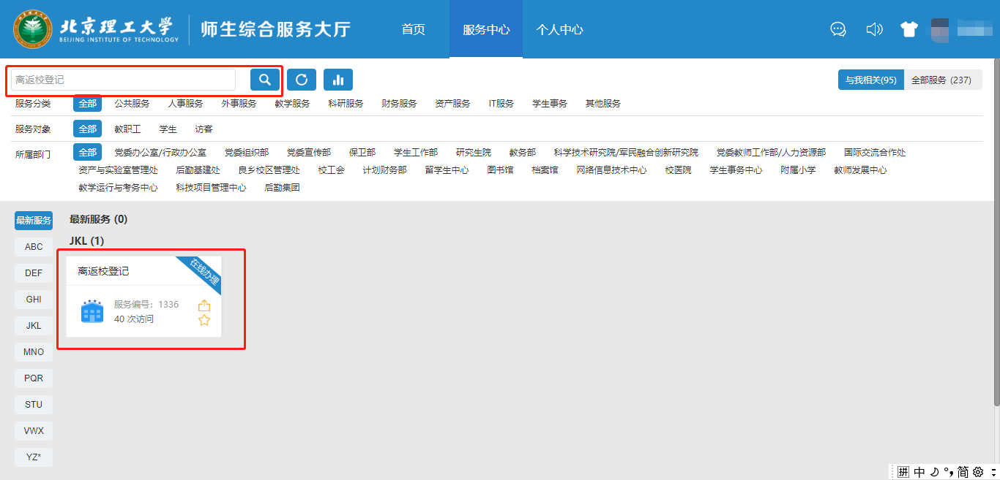 北京理工大学 师生综合服务大厅 首页 服务中心 个人中心
BEIJING INSTITUTE OF TECHNOLOGY
离返校登记 与我相关(95) 全部服务 (237)
服务分类 全部 公共服务 人事服务 外事服务 教学服务 科研服务 财务服务 资产服务 IT服务 学生事务 其他服务
服务对象 全部 教职工 学生 访客
所属部门 全部 党委办公室/行政办公室 党委组织部 党委宣传部 保卫部 学生工作部 研究生院 教务部 科学技术研究院/军民融合创新研究院 党委教师工作部/人力资源部 国际交流合作处
资产与实验室管理处 后勤基建处 良乡校区管理处 校工会 计划财务部 留学生中心 图书馆 档案馆 网络信息技术中心 校医院 学生事务中心 附属小学 教师发展中心
教学运行与考务中心 科技项目管理中心 后勤集团
最新服务 最新服务 (0)
JKL (1)
ABC
离返校登记 在线办理
DEF
GHI
服务编号：1336
40 次访问
JKL
MNO
PQR
STU
VWX
YZ*
拼 中 简